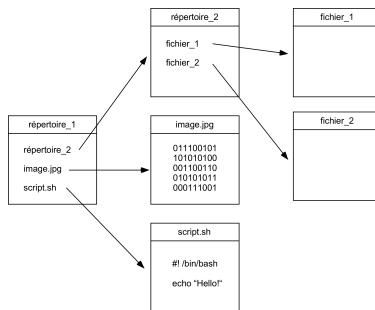 répertoire_2
fichier_1
fichier_2
fichier_1
fichier_2
répertoire_1
répertoire_2
image.jpg
script.sh
image.jpg
011100101
101010100
001100110
010101011
000111001
script.sh
#! /bin/bash
echo "Hello!"